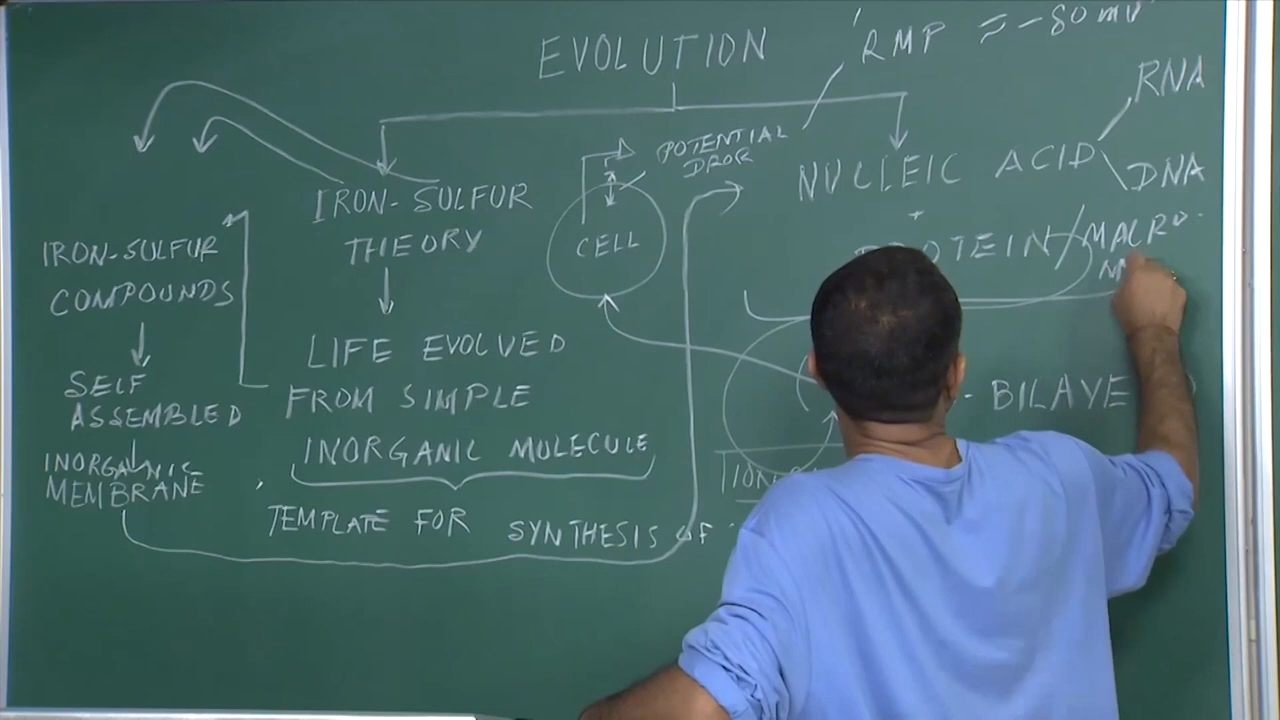 EVOLUTION
RMP ≈ -80 mV
RNA
NUCLEIC ACID
DNA
+
PROTEIN/MACRO
POTENTIAL
DROP
CELL
IRON-SULFUR
THEORY
LIFE EVOLVED
FROM SIMPLE
INORGANIC MOLECULE
TEMPLATE FOR SYNTHESIS OF
IRON-SULFUR
COMPOUNDS
SELF
ASSEMBLED
INORGANIC
MEMBRANE